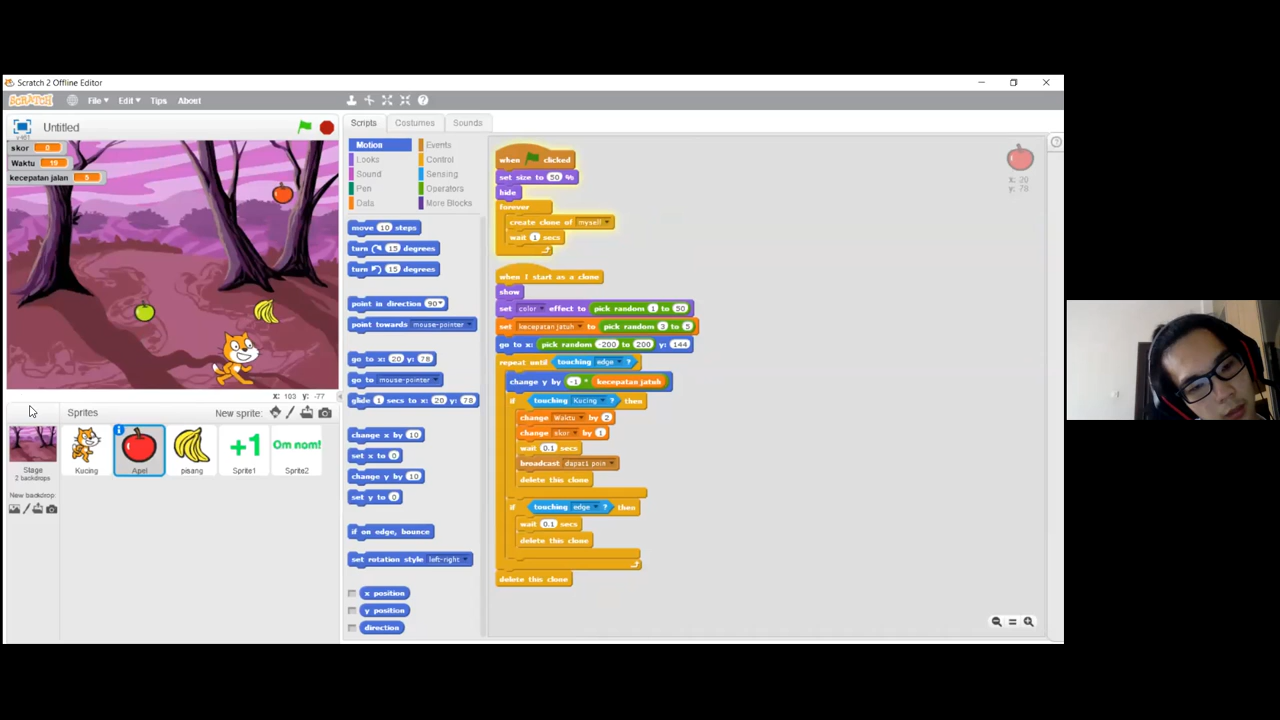 Scratch 2 Offline Editor
SCRATCH File Edit Tips About
Untitled
skor 0
Waktu 15
kecepatan jalan 5
X: 103 y: -77
Sprites New sprite:
Stage
2 backdrops
New backdrop:
Kucing
Apel
pisang
+1
Sprite1
Om nom!
Sprite2
Scripts Costumes Sounds
Motion Events
Looks Control
Sound Sensing
Pen Operators
Data More Blocks
move 10 steps
turn 15 degrees
turn 15 degrees
point in direction 90
point towards mouse-pointer
go to x: 20 y: 78
go to mouse-pointer
glide 1 secs to x: 20 y: 78
change x by 10
set x to 0
change y by 10
set y to 0
if on edge, bounce
set rotation style left-right
x position
y position
direction
when clicked
set size to 50 %
hide
forever
create clone of myself
wait 1 secs
when I start as a clone
show
set color effect to pick random 1 to 50
set kecepatan jatuh to pick random 3 to 5
go to x: pick random -200 to 200 y: 144
repeat until touching edge ?
change y by -1 * kecepatan jatuh
if touching Kucing ? then
change Waktu by 2
change skor by 1
wait 0.1 secs
broadcast dapat1 poin
delete this clone
if touching edge ? then
wait 0.1 secs
delete this clone
delete this clone
x: 20
y: 78